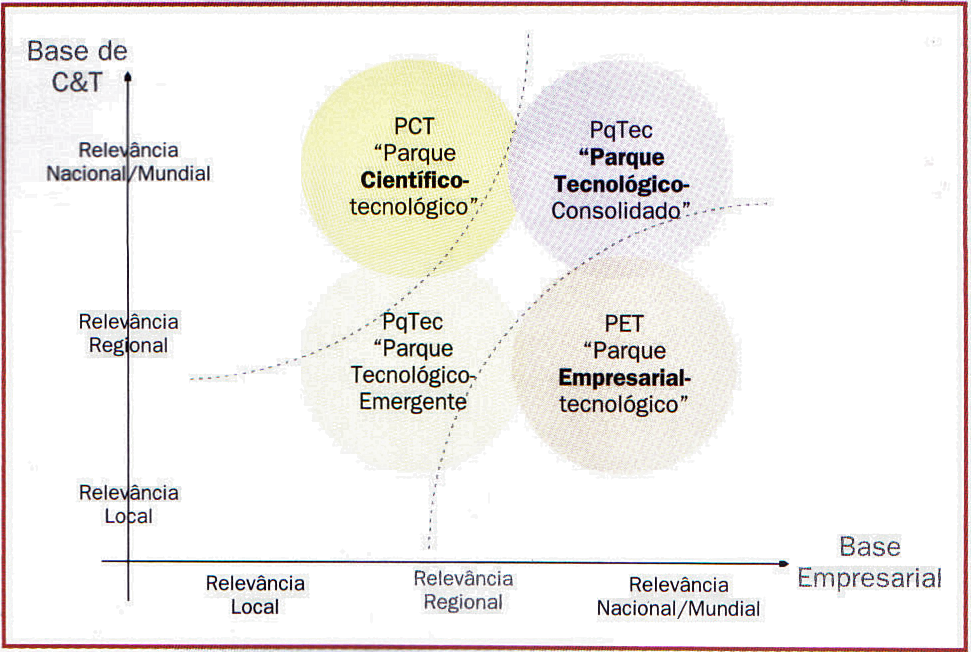 Base de
C&T
Relevância
Nacional/Mundial
Relevância
Regional
Relevância
Local
PCT
“Parque
Científico-
tecnológico”
PqTec
“Parque
Tecnológico-
Consolidado”
PqTec
“Parque
Tecnológico-
Emergente
PET
“Parque
Empresarial-
tecnológico”
Relevância
Local
Relevância
Regional
Relevância
Nacional/Mundial
Base
Empresarial